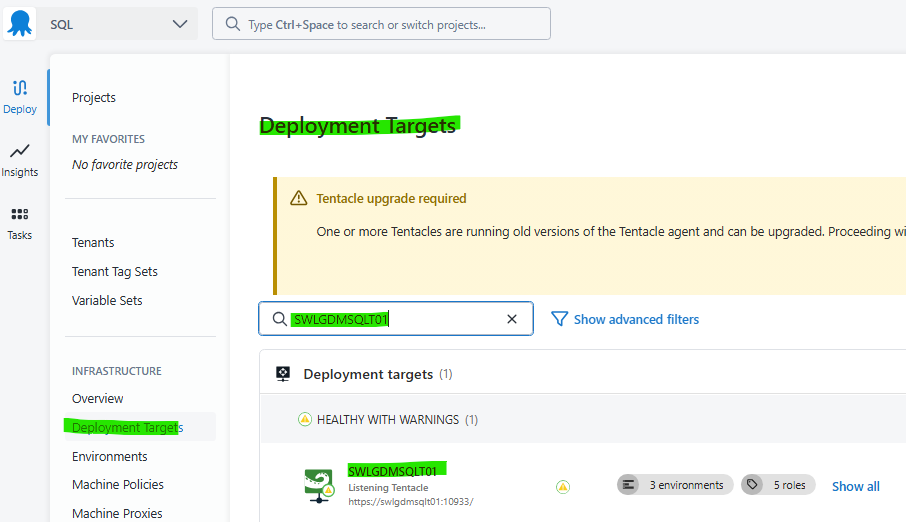 SQL
Type Ctrl+Space to search or switch projects...
Deploy
Insights
Tasks
Projects
MY FAVORITES
No favorite projects
Tenants
Tenant Tag Sets
Variable Sets
INFRASTRUCTURE
Overview
Deployment Targets
Environments
Machine Policies
Machine Proxies
Deployment Targets
Tentacle upgrade required
One or more Tentacles are running old versions of the Tentacle agent and can be upgraded. Proceeding wi
SWLGDMSQLT01
Show advanced filters
Deployment targets (1)
HEALTHY WITH WARNINGS (1)
SWLGDMSQLT01
Listening Tentacle
https://swlgdmsqlt01:10933/
3 environments
5 roles
Show all